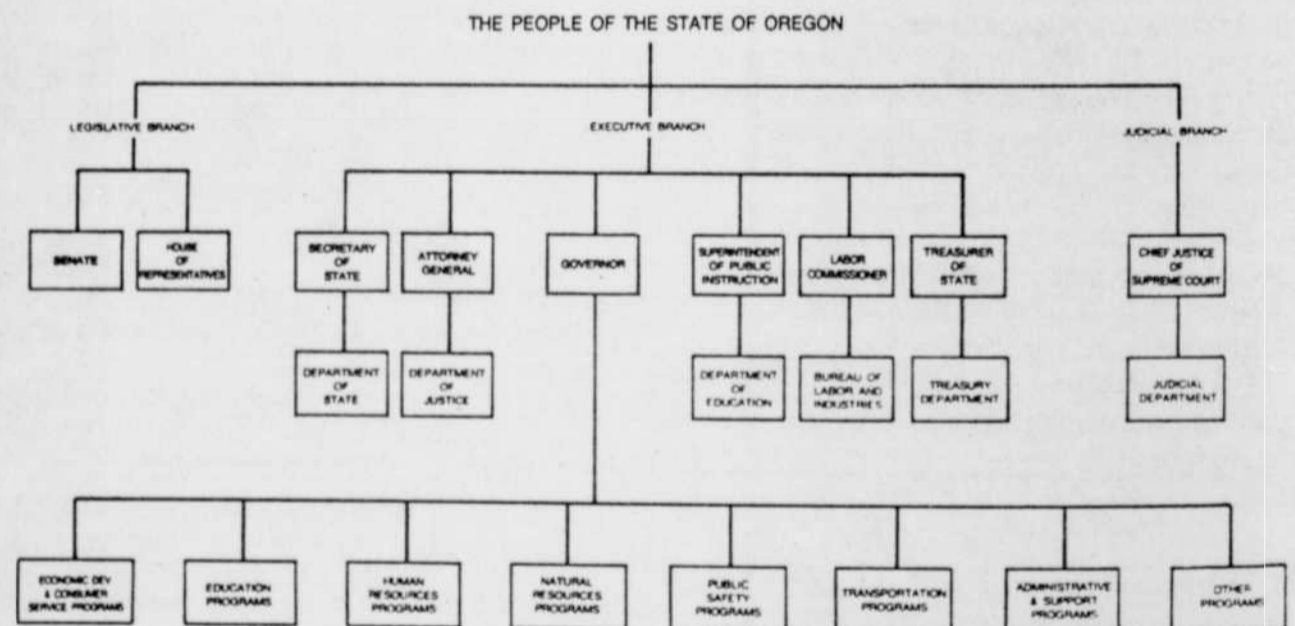 THE PEOPLE OF THE STATE OF OREGON
LEGISLATIVE BRANCH
EXECUTIVE BRANCH
JUDICIAL BRANCH
SENATE
HOUSE
OF
REPRESENTATIVES
SECRETARY
OF
STATE
ATTORNEY
GENERAL
GOVERNOR
SUPERINTENDENT
OF PUBLIC
INSTRUCTION
LABOR
COMMISSIONER
TREASURER
OF
STATE
CHIEF JUSTICE
OF
SUPREME COURT
DEPARTMENT
OF
STATE
DEPARTMENT
OF
JUSTICE
DEPARTMENT
OF
EDUCATION
BUREAU OF
LABOR AND
INDUSTRIES
TREASURY
DEPARTMENT
JUDICIAL
DEPARTMENT
ECONOMIC DEV
& CONSUMER
SERVICE PROGRAMS
EDUCATION
PROGRAMS
HUMAN
RESOURCES
PROGRAMS
NATURAL
RESOURCES
PROGRAMS
PUBLIC
SAFETY
PROGRAMS
TRANSPORTATION
PROGRAMS
ADMINISTRATIVE
& SUPPORT
PROGRAMS
OTHER
PROGRAMS